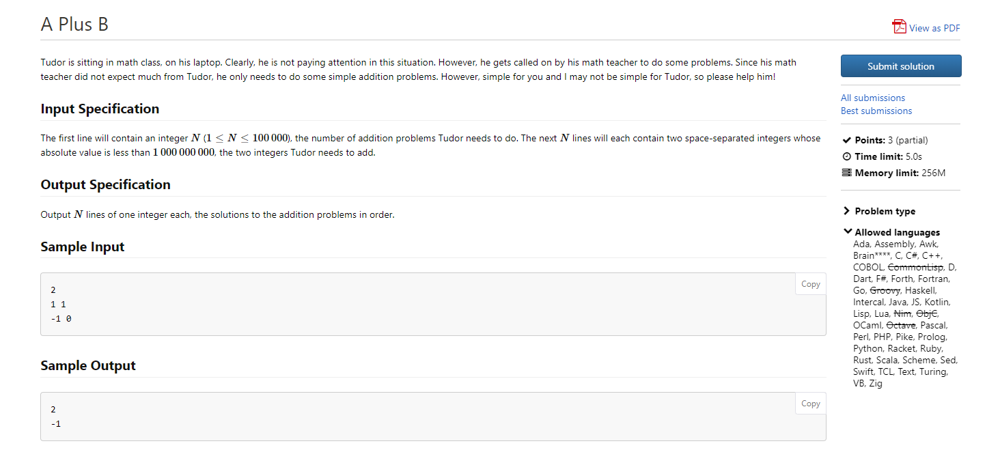 A Plus B
View as PDF
Tudor is sitting in math class, on his laptop. Clearly, he is not paying attention in this situation. However, he gets called on by his math teacher to do some problems. Since his math
teacher did not expect much from Tudor, he only needs to do some simple addition problems. However, simple for you and I may not be simple for Tudor, so please help him!
Input Specification
The first line will contain an integer N (1 ≤ N ≤ 100 000), the number of addition problems Tudor needs to do. The next N lines will each contain two space-separated integers whose
absolute value is less than 1 000 000 000, the two integers Tudor needs to add.
Output Specification
Output N lines of one integer each, the solutions to the addition problems in order.
Sample Input
Copy
2
1 1
-1 0
Sample Output
Copy
2
-1
Submit solution
All submissions
Best submissions
Points: 3 (partial)
Time limit: 5.0s
Memory limit: 256M
Problem type
Allowed languages
Ada, Assembly, Awk,
Brain****, C, C#, C++,
COBOL, CommonLisp, D,
Dart, F#, Forth, Fortran,
Go, Groovy, Haskell,
Intercal, Java, JS, Kotlin,
Lisp, Lua, Nim, ObjC,
OCaml, Octave, Pascal,
Perl, PHP, Pike, Prolog,
Python, Racket, Ruby,
Rust, Scala, Scheme, Sed,
Swift, TCL, Text, Turing,
VB, Zig